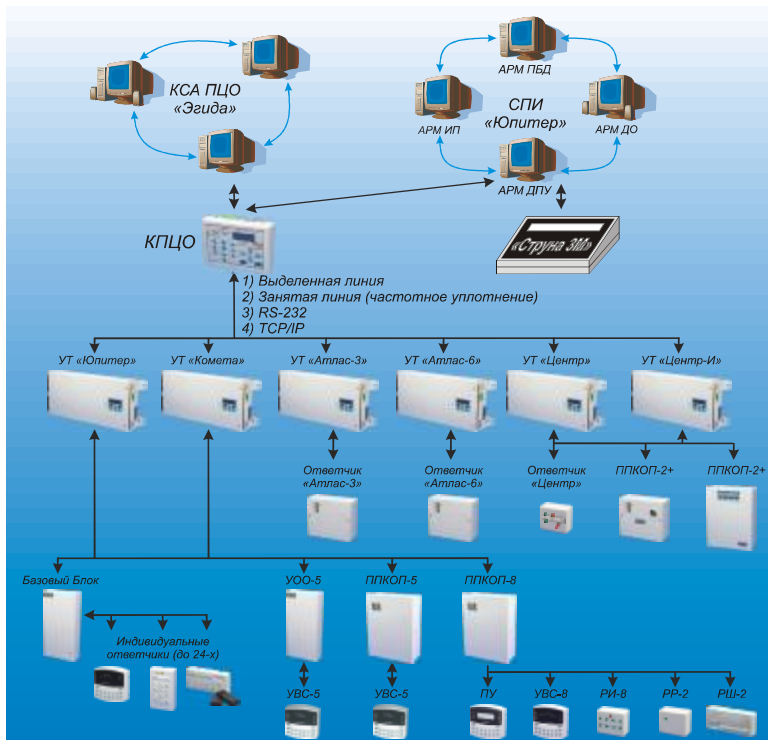 КСА ПЦО
«Эгида»
АРМ ПБД
СПИ
«Юпитер»
АРМ ИП
АРМ ДО
АРМ ДПУ
КПЦО
«Струна 3М»
1) Выделенная линия
2) Занятая линия (частотное уплотнение)
3) RS-232
4) TCP/IP
УТ «Юпитер»
УТ «Комета»
УТ «Атлас-3»
УТ «Атлас-6»
УТ «Центр»
УТ «Центр-И»
Ответчик
«Атлас-3»
Ответчик
«Атлас-6»
Ответчик
«Центр»
ППКОП-2+
ППКОП-2+
Базовый Блок
УОО-5
ППКОП-5
ППКОП-8
Индивидуальные
ответчики (до 24-х)
УВС-5
УВС-5
ПУ
УВС-8
РИ-8
РР-2
РШ-2